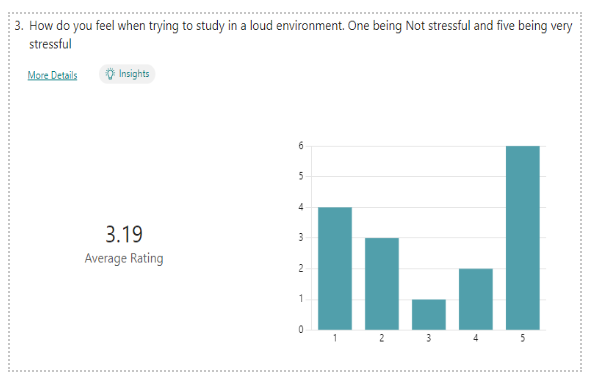 3. How do you feel when trying to study in a loud environment. One being Not stressful and five being very
stressful
More Details
Insights
6
5
4
3
2
1
0
3.19
Average Rating
1 2 3 4 5